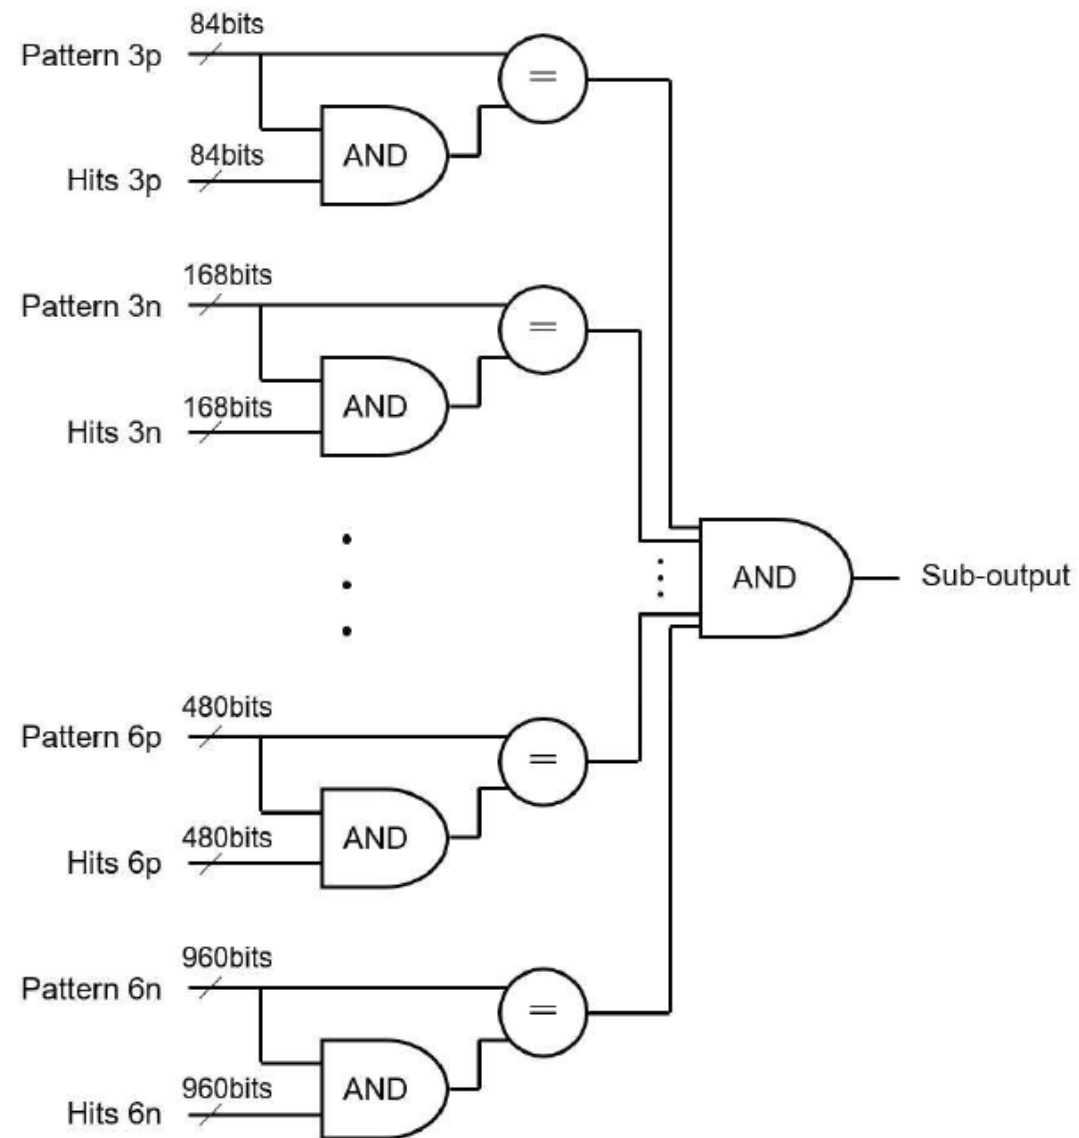 84bits
Pattern 3p
=
AND
84bits
Hits 3p
168bits
Pattern 3n
=
AND
168bits
Hits 3n
AND
Sub-output
480bits
Pattern 6p
=
AND
480bits
Hits 6p
960bits
Pattern 6n
=
AND
960bits
Hits 6n